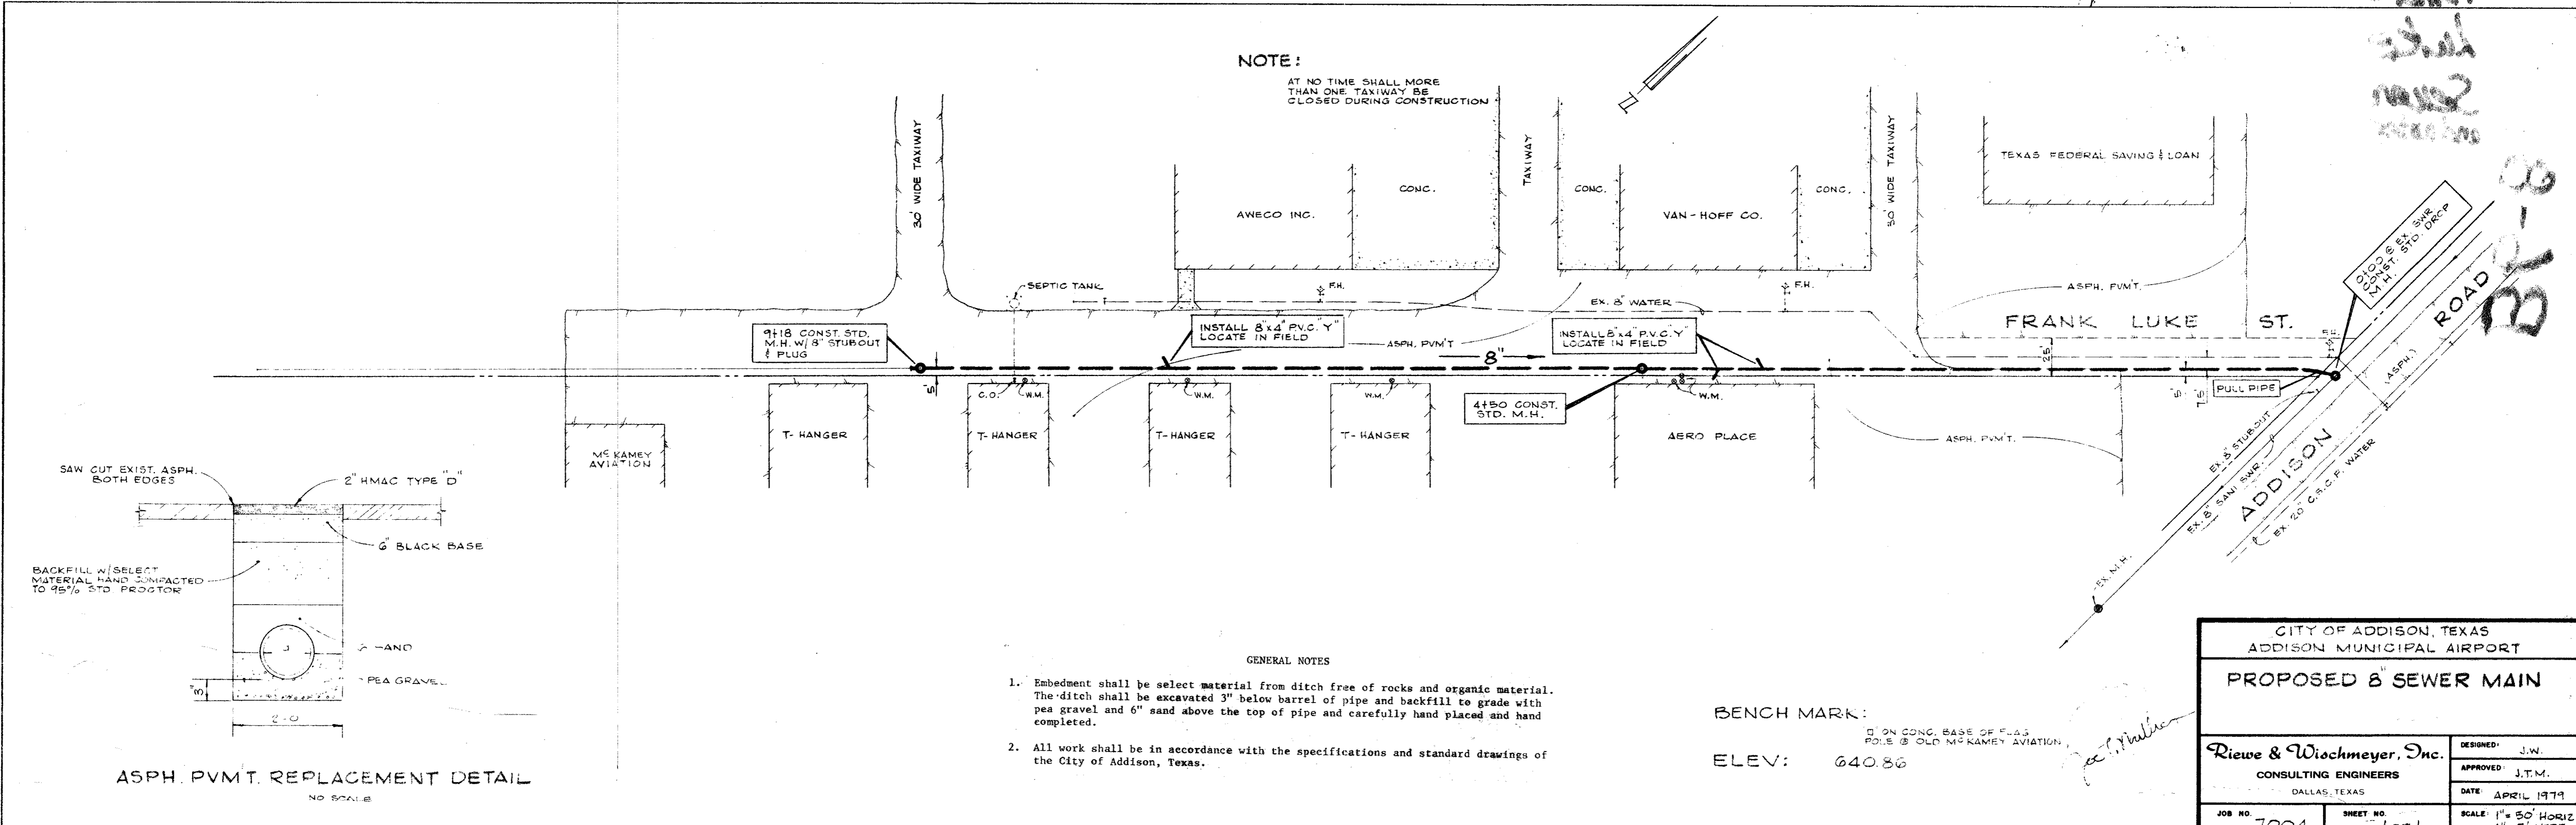 NOTE:
AT NO TIME SHALL MORE
THAN ONE TAXIWAY BE
CLOSED DURING CONSTRUCTION
30' WIDE TAXIWAY
TAXIWAY
30' WIDE TAXIWAY
TEXAS FEDERAL SAVING & LOAN
CONC.
CONC.
CONC.
AWECO INC.
VAN-HOFF CO.
0+00 @ EX. SWR.
CONST. STD. DROP
M.H.
SEPTIC TANK
F.H.
F.H.
EX. 8" WATER
ASPH. PVM'T.
FRANK LUKE ST.
ROAD
9+18 CONST. STD.
M.H. W/ 8" STUBOUT
& PLUG
INSTALL 8"x4" P.V.C. "Y"
LOCATE IN FIELD
ASPH. PVM'T
8"
INSTALL 8"x4" P.V.C. "Y"
LOCATE IN FIELD
25'
(ASPH.)
5'
PULL PIPE
C.O.
W.M.
W.M.
W.M.
W.M.
4+50 CONST.
STD. M.H.
T-HANGER
T-HANGER
T-HANGER
T-HANGER
AERO PLACE
ASPH. PVM'T.
McKAMEY
AVIATION
EX. 8" STUBOUT
EX. 8" SANI SWR.
ADDISON
EX. 20" C.R.C.P. WATER
EX. M.H.
SAW CUT EXIST. ASPH.
BOTH EDGES
2" HMAC TYPE "D"
6" BLACK BASE
BACKFILL W/SELECT
MATERIAL HAND COMPACTED
TO 95% STD. PROCTOR
PEA GRAVEL
3"
2-0
ASPH. PVM'T. REPLACEMENT DETAIL
NO SCALE
GENERAL NOTES
1. Embedment shall be select material from ditch free of rocks and organic material.
The ditch shall be excavated 3" below barrel of pipe and backfill to grade with
pea gravel and 6" sand above the top of pipe and carefully hand placed and hand
completed.
2. All work shall be in accordance with the specifications and standard drawings of
the City of Addison, Texas.
BENCH MARK:
"□" ON CONC. BASE OF FLAG
POLE @ OLD McKAMEY AVIATION
ELEV: 640.86
CITY OF ADDISON, TEXAS
ADDISON MUNICIPAL AIRPORT
PROPOSED 8" SEWER MAIN
Riewe & Wischmeyer, Inc.
CONSULTING ENGINEERS
DALLAS, TEXAS
DESIGNED: J.W.
APPROVED: J.T.M.
DATE: APRIL 1979
JOB NO.
SHEET NO.
SCALE: 1" = 50' HORIZ